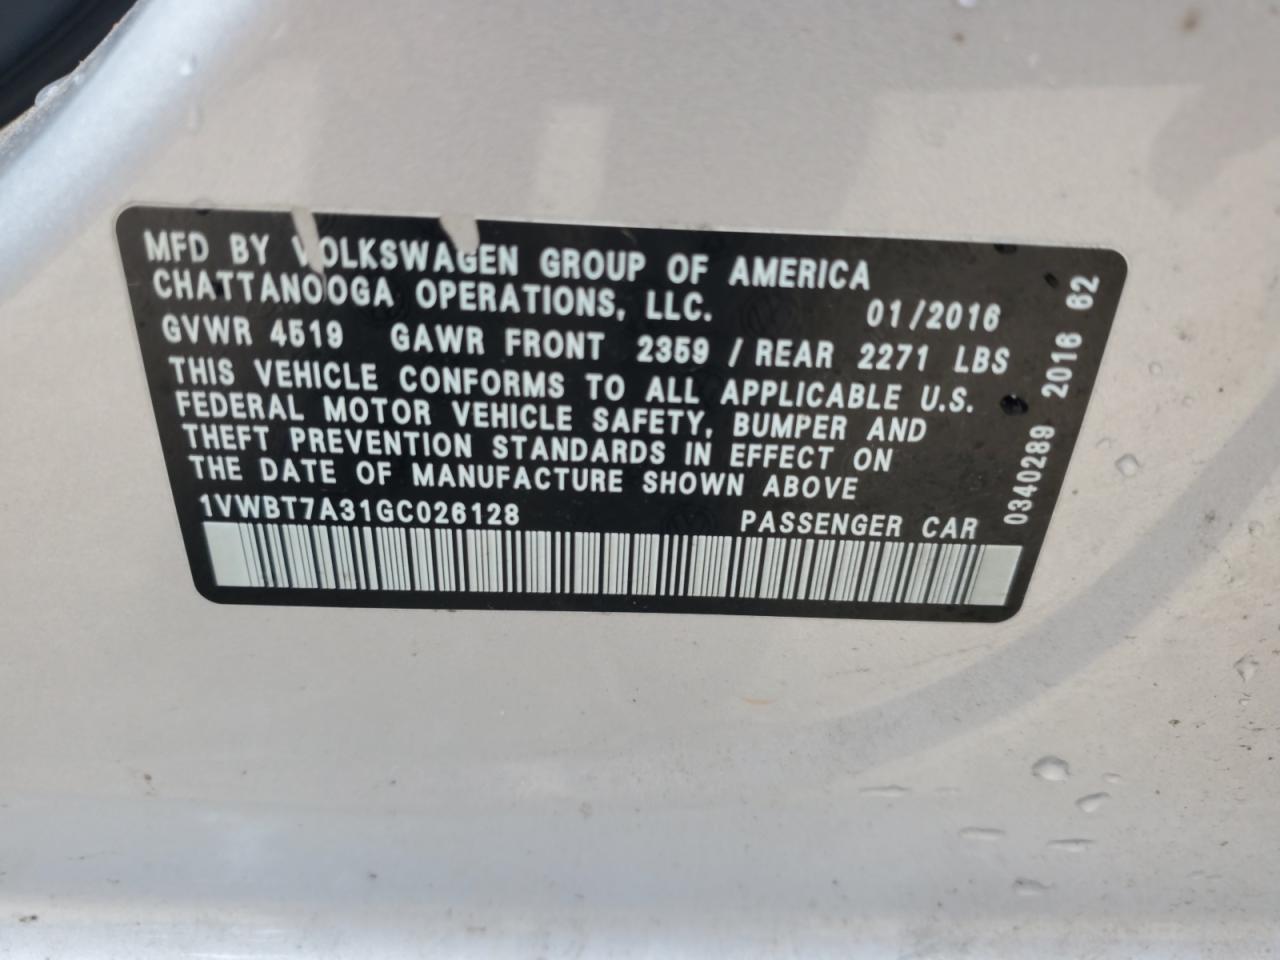 MFD BY VOLKSWAGEN GROUP OF AMERICA
CHATTANOOGA OPERATIONS, LLC. 01/2016
GVWR 4519 GAWR FRONT 2359 / REAR 2271 LBS
THIS VEHICLE CONFORMS TO ALL APPLICABLE U.S.
FEDERAL MOTOR VEHICLE SAFETY, BUMPER AND
THEFT PREVENTION STANDARDS IN EFFECT ON
THE DATE OF MANUFACTURE SHOWN ABOVE
1VWBT7A31GC026128 PASSENGER CAR
0340289 2016 62